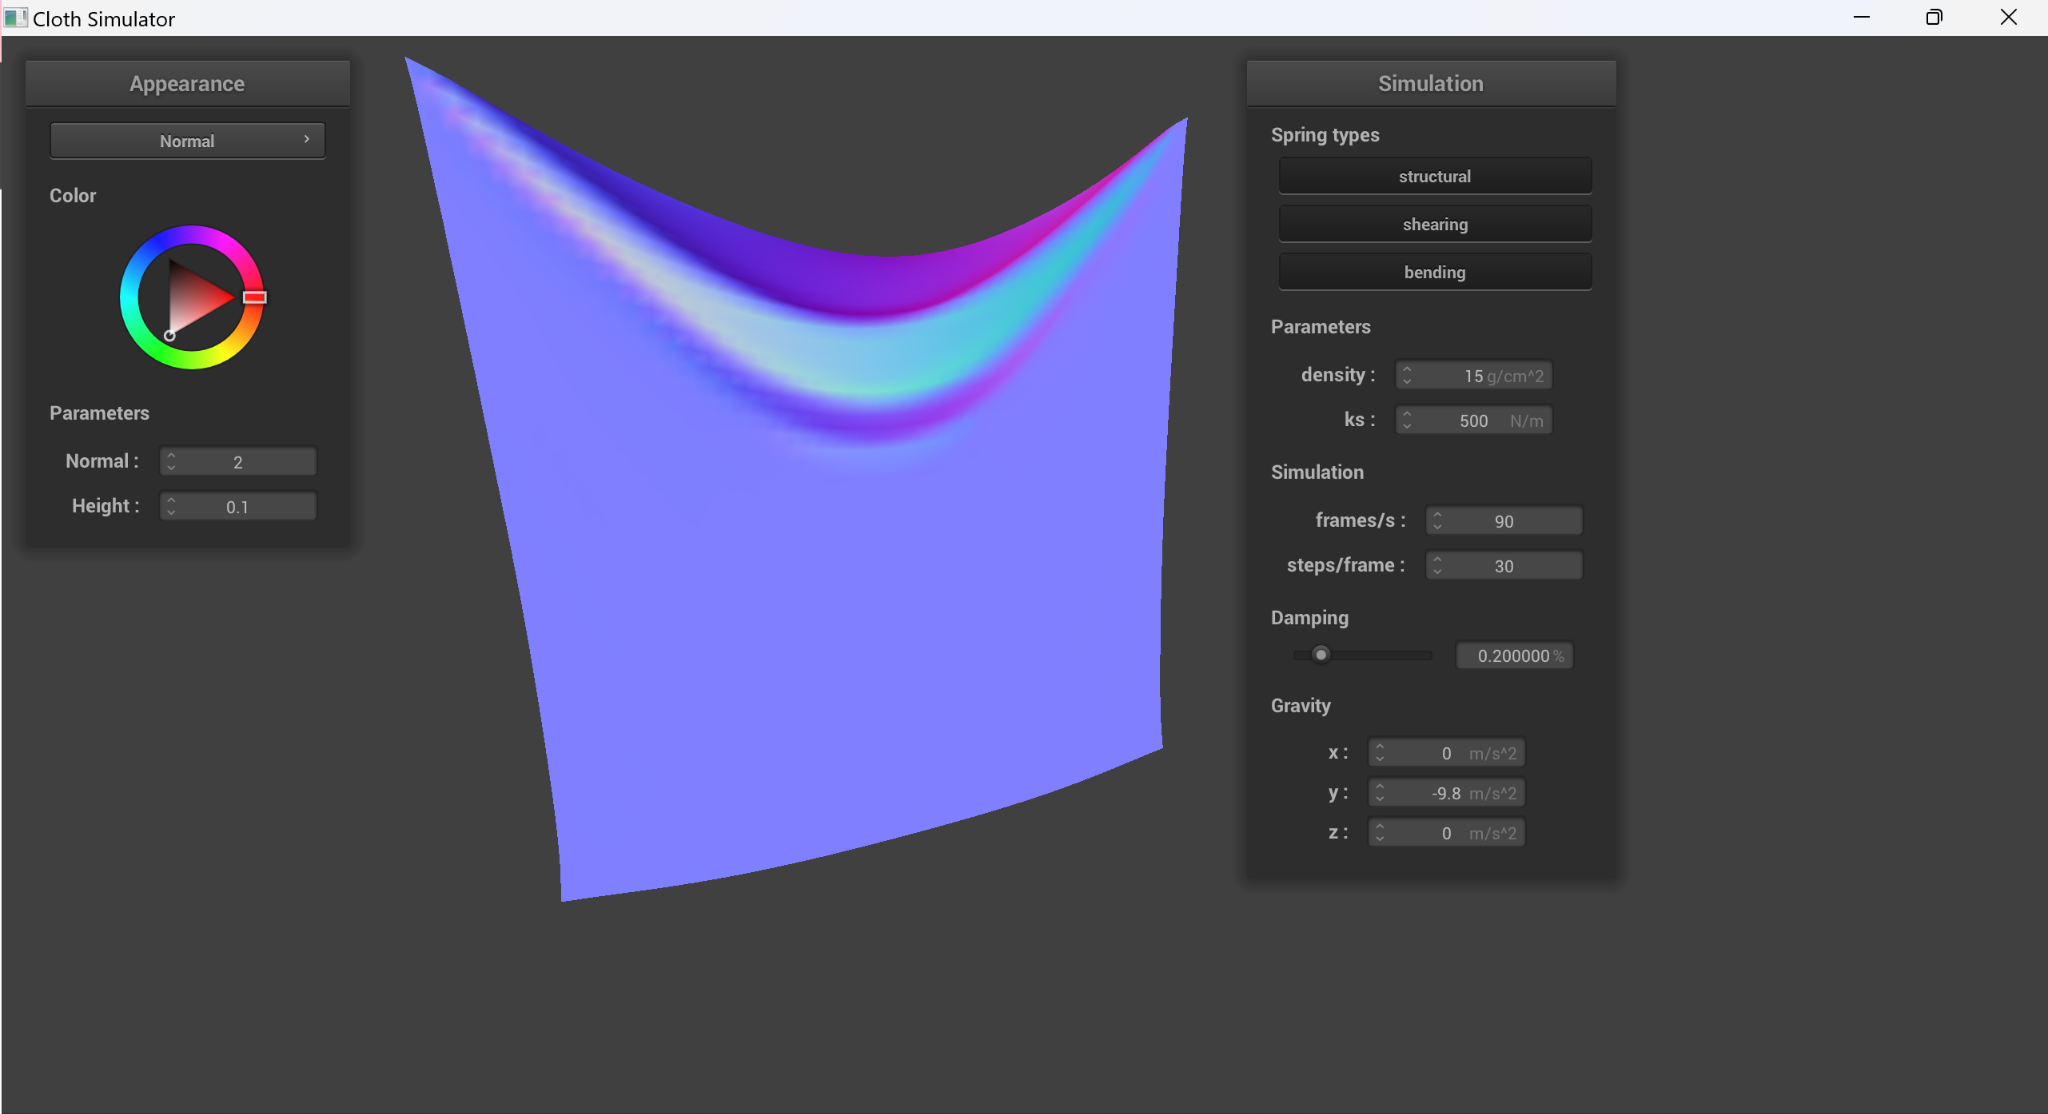 Cloth Simulator
Appearance
Normal
Color
Parameters
Normal : 2
Height : 0.1
Simulation
Spring types
structural
shearing
bending
Parameters
density : 15 g/cm^2
ks : 500 N/m
Simulation
frames/s : 90
steps/frame : 30
Damping
0.200000 %
Gravity
x : 0 m/s^2
y : -9.8 m/s^2
z : 0 m/s^2